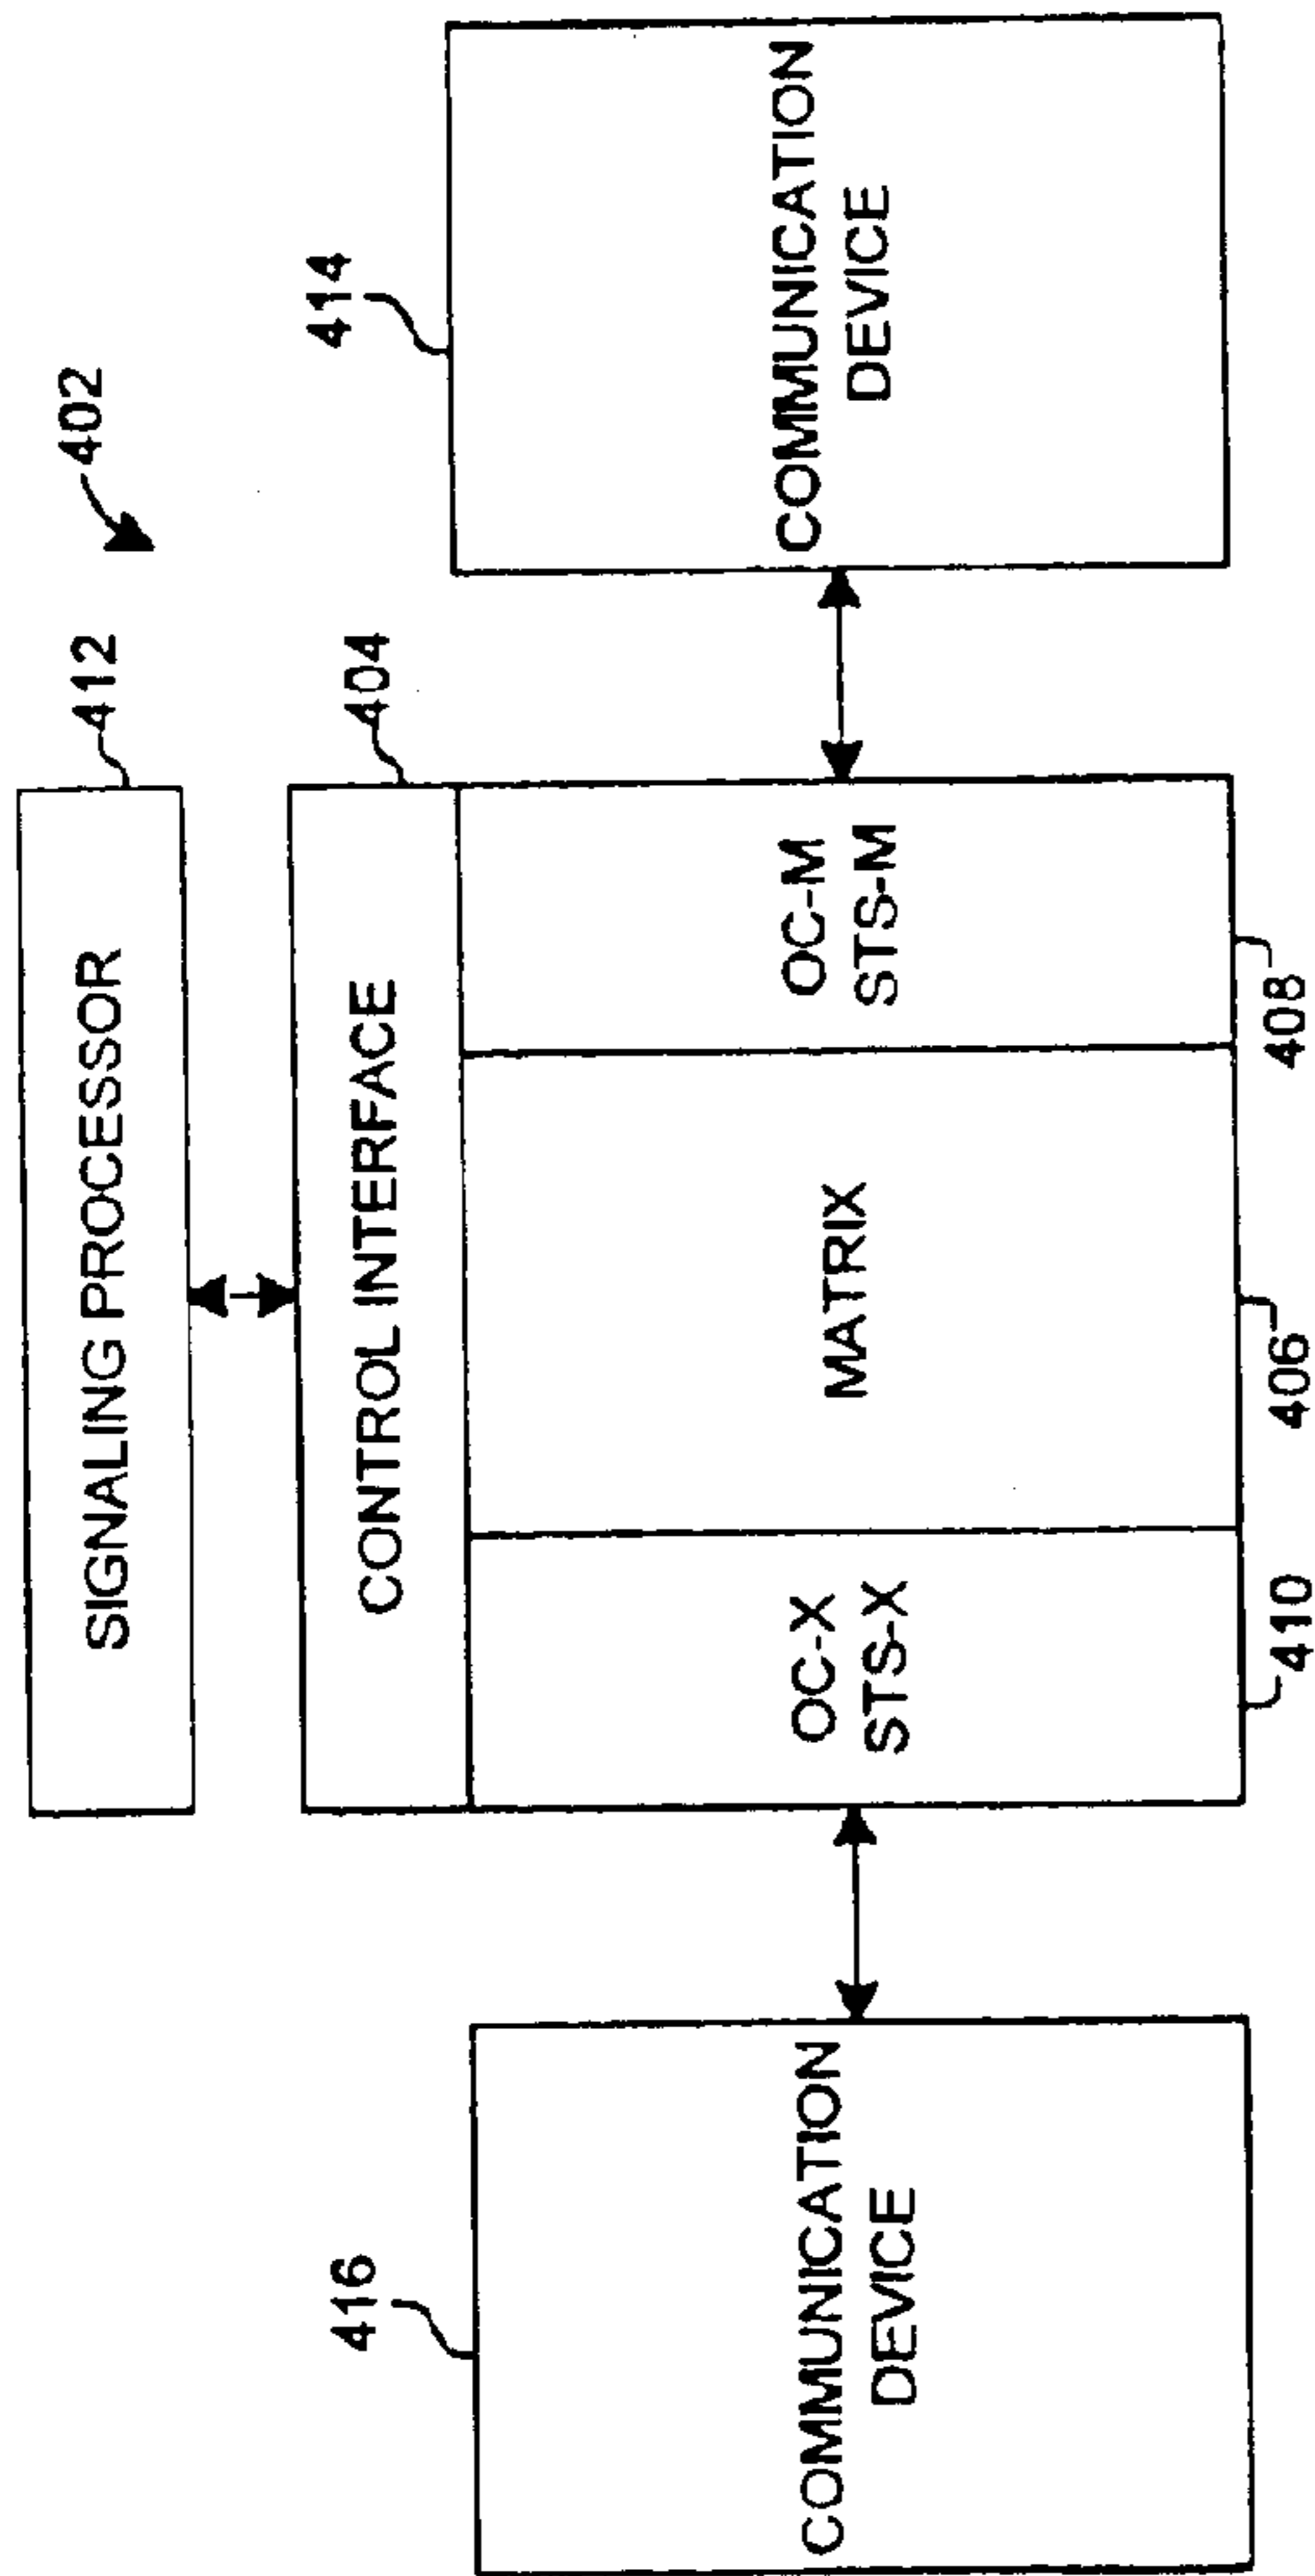 402
SIGNALING PROCESSOR
412
CONTROL INTERFACE
404
416
COMMUNICATION
DEVICE
OC-X
STS-X
MATRIX
OC-M
STS-M
414
COMMUNICATION
DEVICE
410
406
408